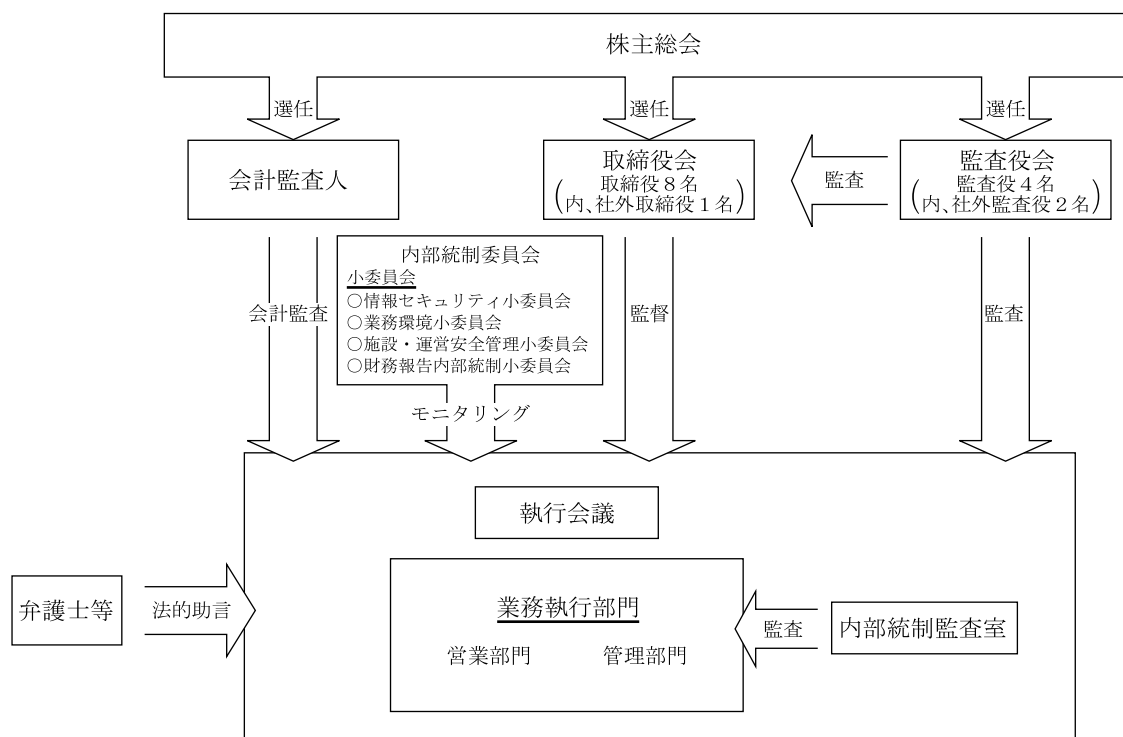 株主総会
選任
選任
選任
会計監査人
取締役会
取締役8名
(内、社外取締役1名)
監査
監査役会
監査役4名
(内、社外監査役2名)
内部統制委員会
小委員会
○情報セキュリティ小委員会
○業務環境小委員会
○施設・運営安全管理小委員会
○財務報告内部統制小委員会
会計監査
監督
監査
モニタリング
執行会議
弁護士等
法的助言
業務執行部門
営業部門
管理部門
監査
内部統制監査室